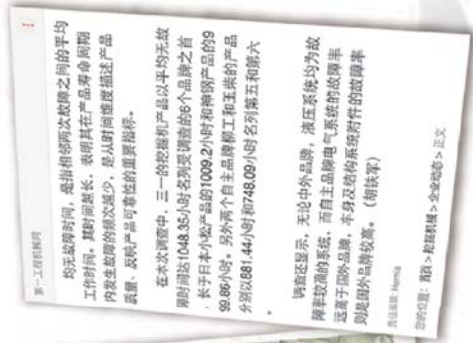 第一工程机械网
均无故障时间，是指相邻两次故障之间的平均
工作时间。其时间越长，表明其在产品寿命周期
内发生故障的频次越少，是从时间维度描述产品
质量、反映产品可靠性的重要指标。
在本次调查中，三一的挖掘机产品以平均无故
障时间达1048.35小时名列受调查的6个品牌之首
，长于日本小松产品的1009.2小时和神钢产品的9
99.86小时。另外两个自主品牌柳工和玉柴的产品
分别以881.44小时和748.09小时名列第五和第六
。
调查还显示，无论中外品牌，液压系统均为故
障率较高的系统，而自主品牌电气系统的故障率
远高于国外品牌，车身及结构系统附件的故障率
则是国外品牌较高。（胡铁军）
责任编辑:Hemia
您的位置：首页 > 起陆机械 > 企业动态 > 正文